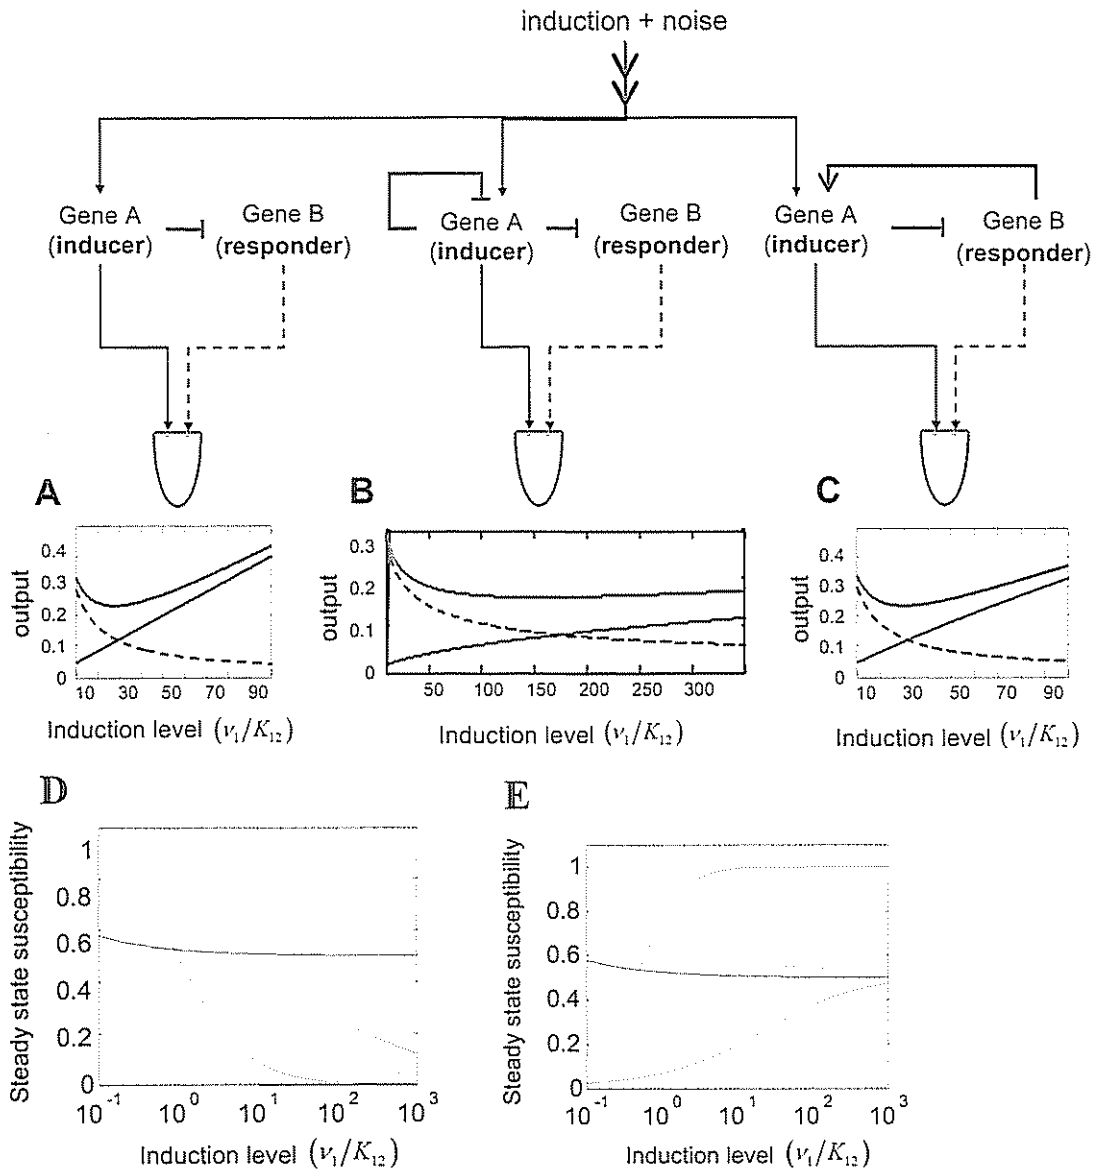 induction + noise
Gene A
(inducer)
Gene B
(responder)
Gene A
(inducer)
Gene B
(responder)
Gene A
(inducer)
Gene B
(responder)
A
output
0.4
0.3
0.2
0.1
0
10 30 50 70 90
Induction level (ν₁/K₁₂)
B
output
0.3
0.2
0.1
0
50 100 150 200 250 300
Induction level (ν₁/K₁₂)
C
output
0.4
0.3
0.2
0.1
0
10 30 50 70 90
Induction level (ν₁/K₁₂)
D
Steady state susceptibility
1
0.8
0.6
0.4
0.2
0
10⁻¹ 10⁰ 10¹ 10² 10³
Induction level (ν₁/K₁₂)
E
Steady state susceptibility
1
0.8
0.6
0.4
0.2
0
10⁻¹ 10⁰ 10¹ 10² 10³
Induction level (ν₁/K₁₂)